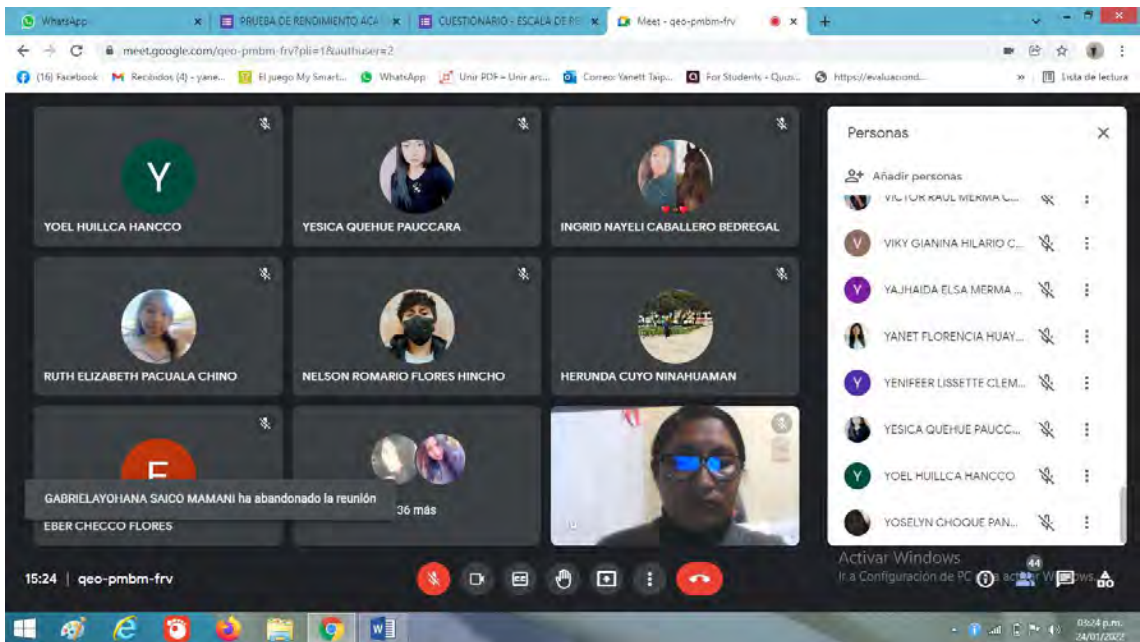 WhatsApp
PRUEBA DE RENDIMIENTO ACA
CUESTIONARIO - ESCALA DE
Meet - qeo-pmbm-frv
meet.google.com/qeo-pmbm-frv?pli=1&authuser=2
(16) Facebook
Recibidos (4) - yane...
El juego My Smart...
WhatsApp
Unir PDF - Unir arc...
Correo: Yanett Taip...
For Students - Quizi...
https://evaluaciond...
»
Lista de lectura
Y
YOEL HUILLCA HANCCO
YESICA QUEHUE PAUCCARA
INGRID NAYELI CABALLERO BEDREGAL
RUTH ELIZABETH PACUALA CHINO
NELSON ROMARIO FLORES HINCHO
HERUNDA CUYO NINAHUAMAN
E
GABRIELAYOHANA SAICO MAMANI ha abandonado la reunión
EBER CHECCO FLORES
36 más
Personas
Añadir personas
VICTOR RAUL MERMA C...
V
VIKY GIANINA HILARIO C...
Y
YAJHAIDA ELSA MERMA ...
YANET FLORENCIA HUAY...
Y
YENIFEER LISSETTE CLEM...
YESICA QUEHUE PAUCC...
Y
YOEL HUILLCA HANCCO
YOSELYN CHOQUE PAN...
Activar Windows
Ir a Configuración de PC
15:24 | qeo-pmbm-frv
44
03:24 p.m.
24/01/2022